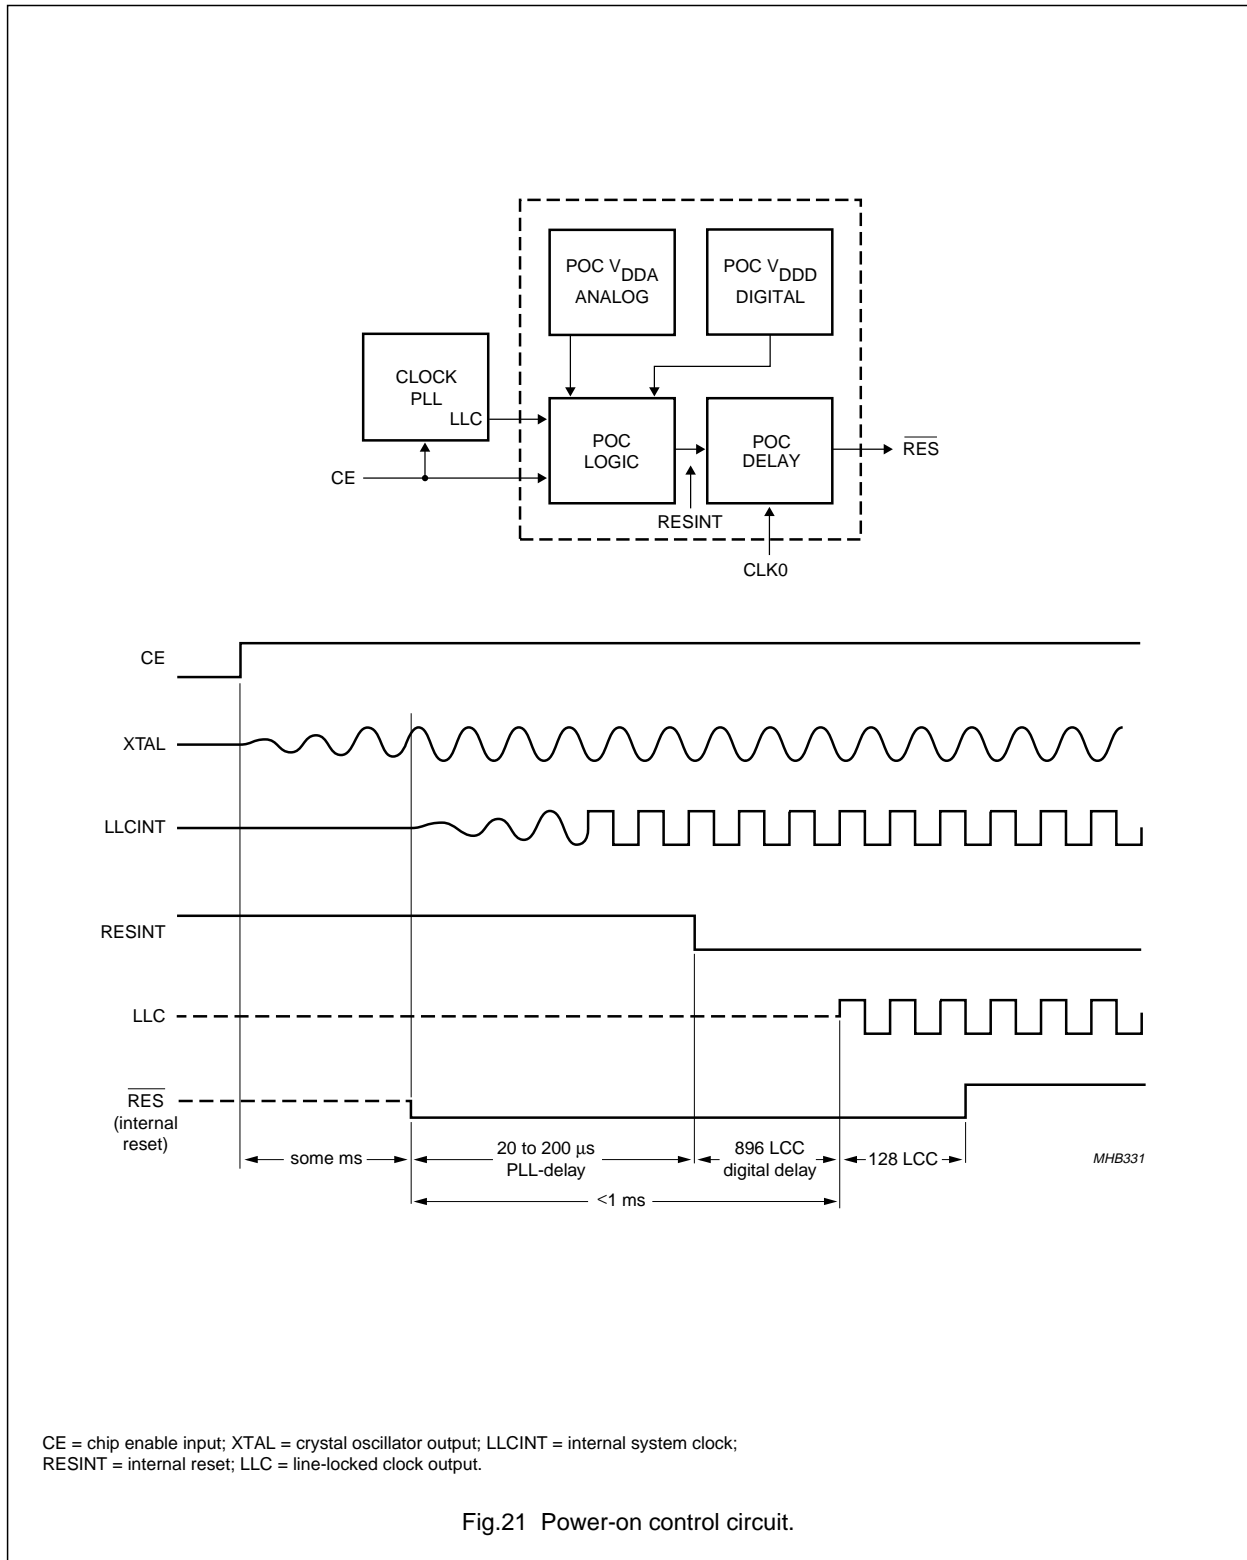 POC VDDA
ANALOG
POC VDDD
DIGITAL
CLOCK
PLL
LLC
POC
LOGIC
POC
DELAY
RES
CE
RESINT
CLK0
CE
XTAL
LLCINT
RESINT
LLC
RES
(internal
reset)
some ms
20 to 200 µs
PLL-delay
896 LCC
digital delay
128 LCC
MHB331
<1 ms
CE = chip enable input; XTAL = crystal oscillator output; LLCINT = internal system clock;
RESINT = internal reset; LLC = line-locked clock output.
Fig.21 Power-on control circuit.